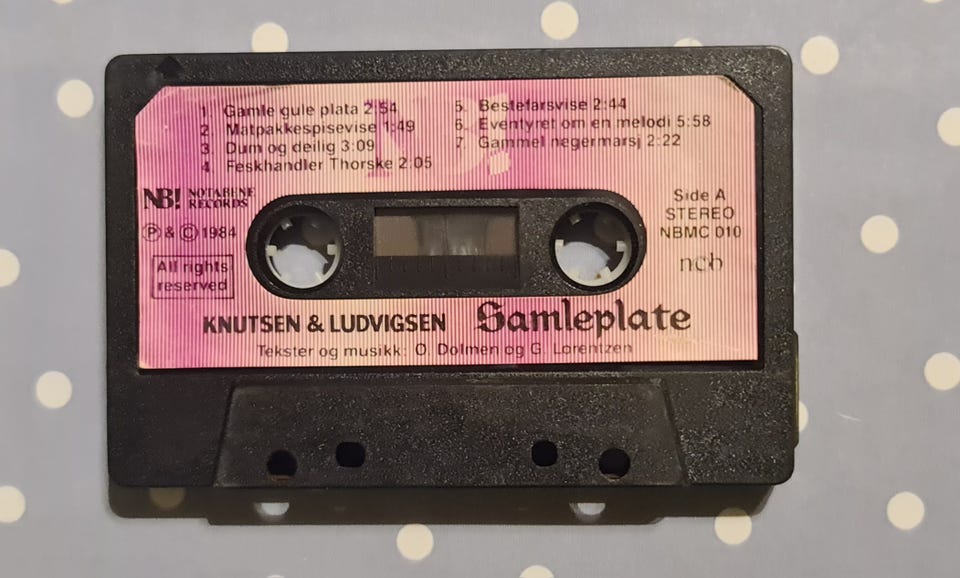 1. Gamle gule plata 2:54
2. Matpakkespisevise 1:49
3. Dum og deilig 3:09
4. Feskhandler Thorske 2:05
5. Bestefarsvise 2:44
6. Eventyret om en melodi 5:58
7. Gammel negermarsj 2:22
NB! NOTABENE
RECORDS
℗ & © 1984
All rights
reserved
Side A
STEREO
NBMC 010
ncb
KNUTSEN & LUDVIGSEN Samleplate
Tekster og musikk: Ø. Dolmen og G. Lorentzen